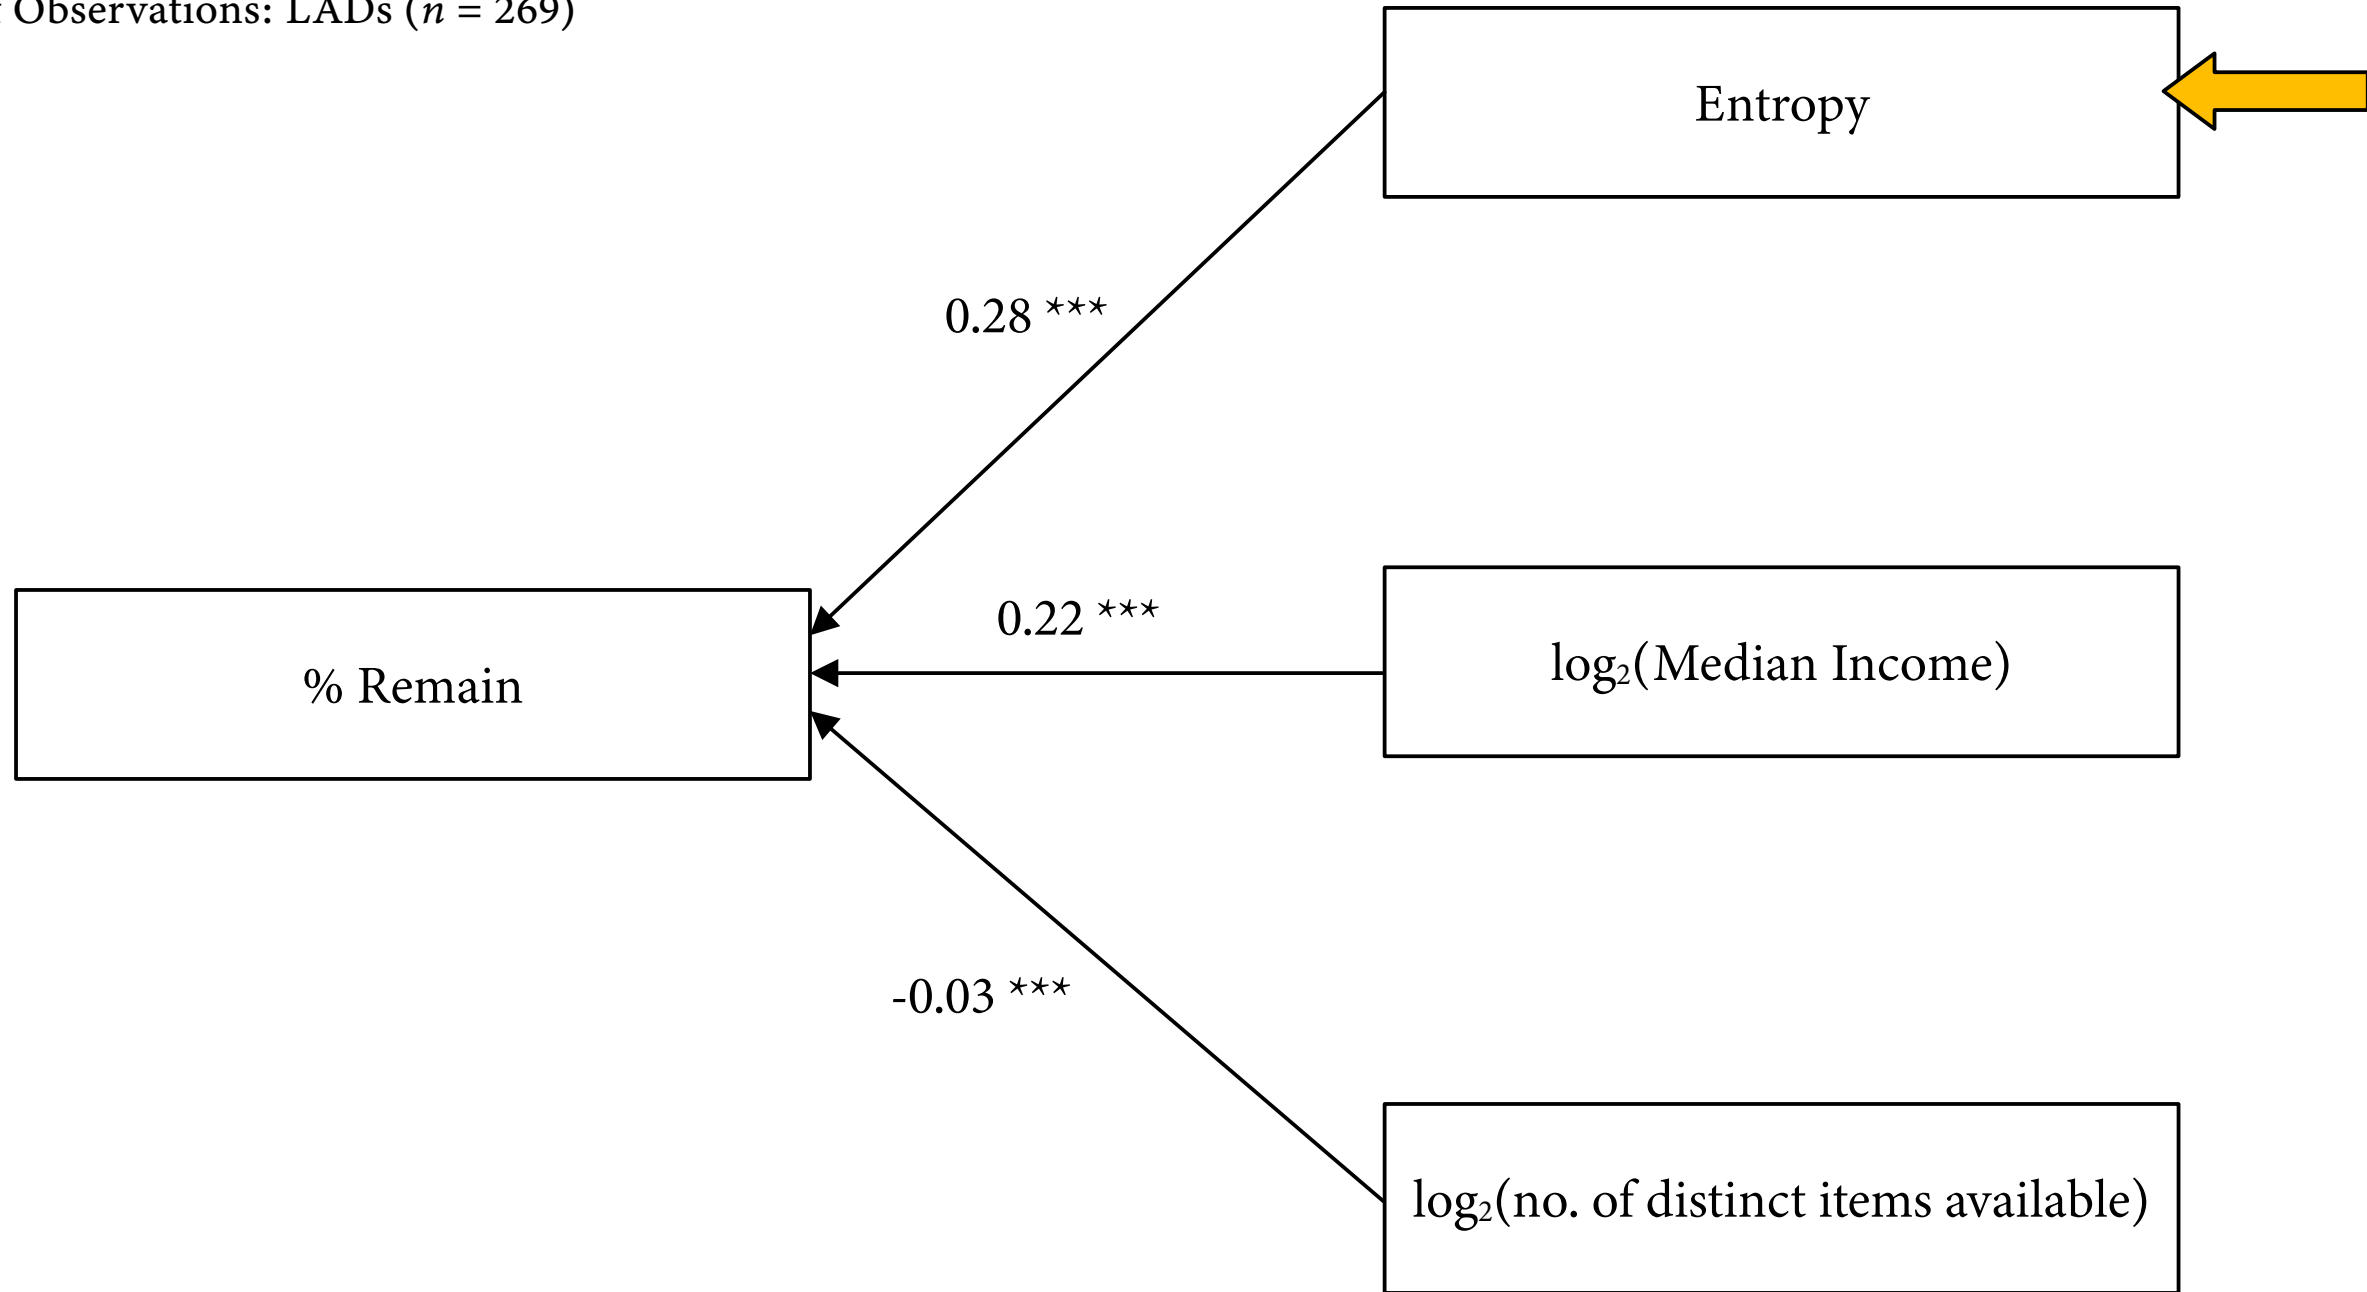 Observations: LADs (n = 269)
Entropy
0.28 ***
0.22 ***
log₂(Median Income)
% Remain
-0.03 ***
log₂(no. of distinct items available)